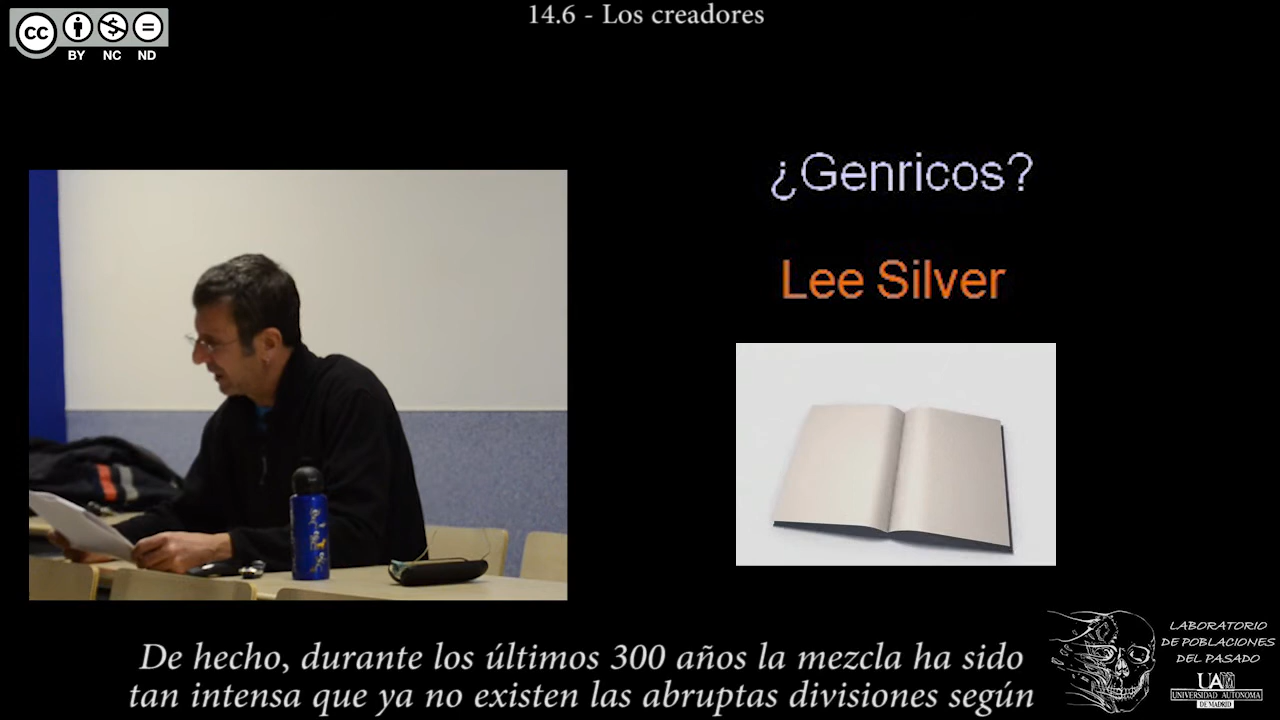 14.6 - Los creadores
CC
BY NC ND
¿Genricos?
Lee Silver
LABORATORIO
DE POBLACIONES
DEL PASADO
UAM
UNIVERSIDAD AUTONOMA
DE MADRID
De hecho, durante los últimos 300 años la mezcla ha sido
tan intensa que ya no existen las abruptas divisiones según